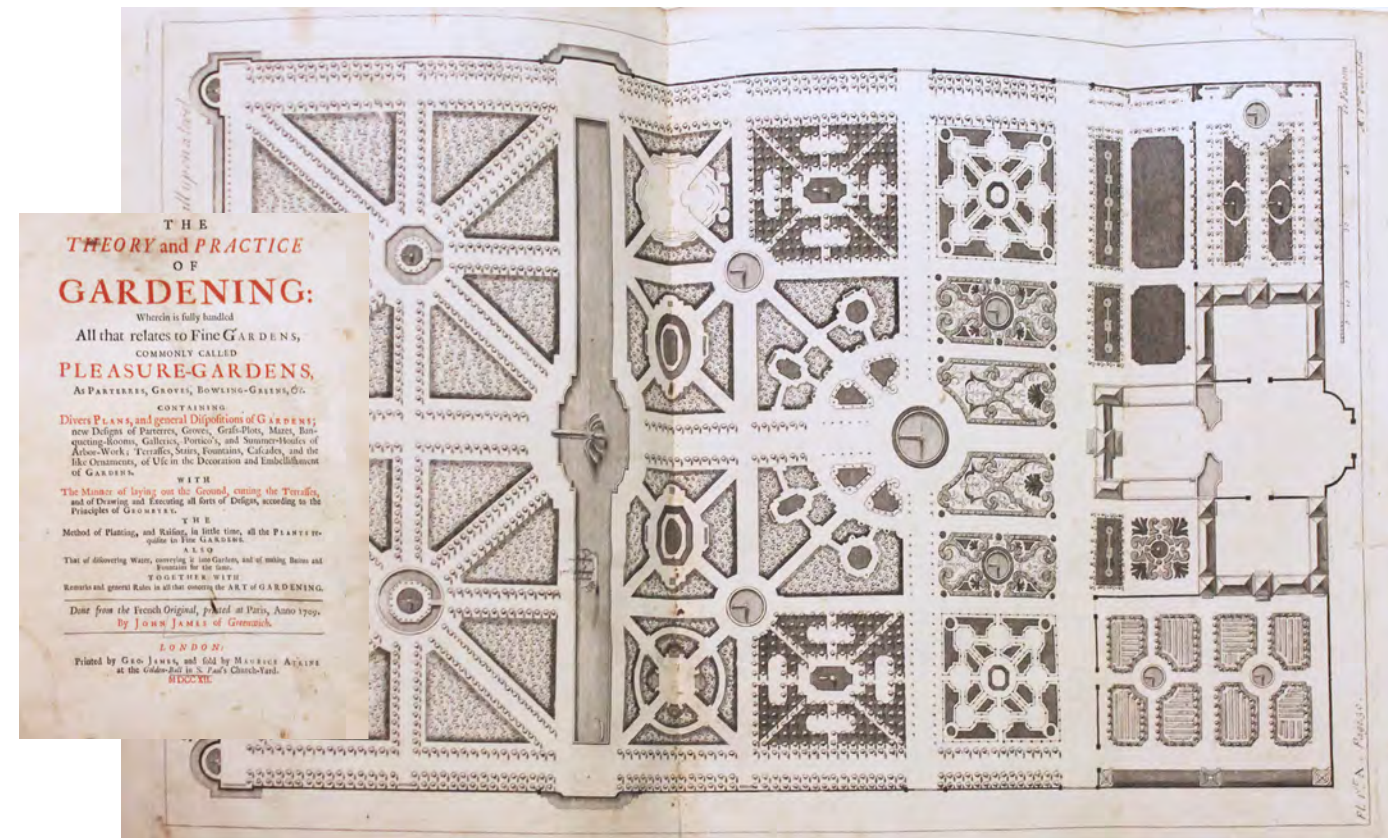 THE
THEORY and PRACTICE
OF
GARDENING:
Wherein is fully handled
All that relates to Fine GARDENS,
COMMONLY CALLED
PLEASURE-GARDENS,
As PARTERRES, GROVES, BOWLING-GREENS, &c.
CONTAINING
Divers PLANS, and general Dispositions of GARDENS;
new Designs of Parterres, Groves, Grass-Plots, Mazes, Ban-
queting-Rooms, Galleries, Portico's, and Summer-Houses of
Arbor-Work; Terrasses, Stairs, Fountains, Cascades, and the
like Ornaments, of Use in the Decoration and Embellishment
of GARDENS.
WITH
The Manner of laying out the Ground, cutting the Terrasses,
and of Drawing and Executing all sorts of Designs, according to the
Principles of GEOMETRY.
THE
Method of Planting, and Raising, in little time, all the PLANTS re-
quisite in Fine GARDENS.
ALSO
That of discovering Water, conveying it into Gardens, and of making Basons and
Fountains for the same.
TOGETHER WITH
Remarks and general Rules in all that concerns the ART of GARDENING.
Done from the French Original, printed at Paris, Anno 1709.
By JOHN JAMES of Greenwich.
LONDON:
Printed by GEO. JAMES, and sold by MAURICE ATKINS
at the Golden-Ball in S. Paul's Church-Yard.
MDCCXII.